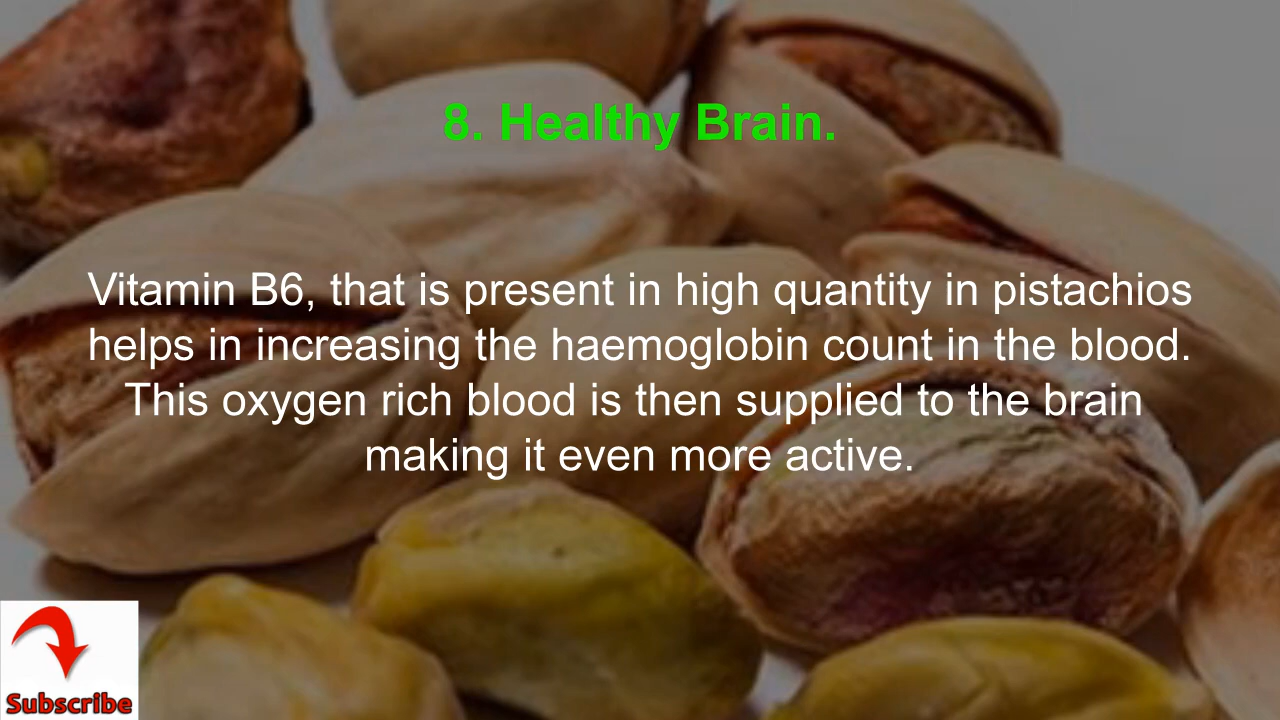 8. Healthy Brain.
Vitamin B6, that is present in high quantity in pistachios
helps in increasing the haemoglobin count in the blood.
This oxygen rich blood is then supplied to the brain
making it even more active.
Subscribe